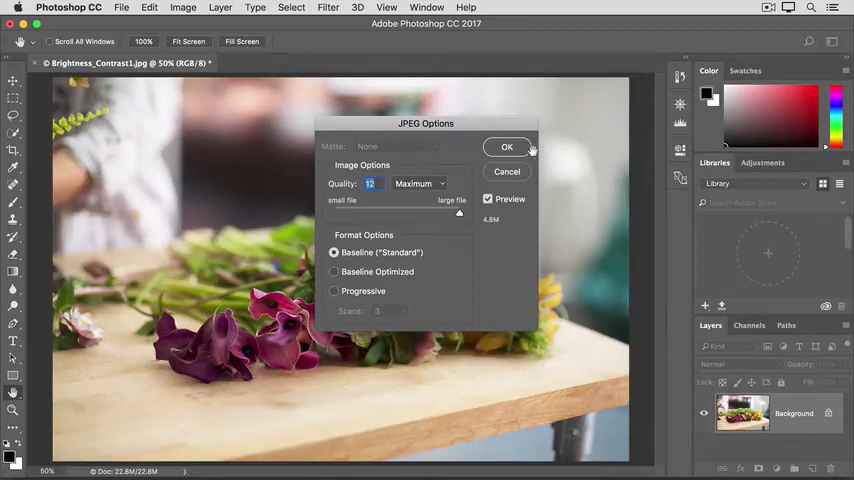 Photoshop CC File Edit Image Layer Type Select Filter 3D View Window Help
Adobe Photoshop CC 2017
Scroll All Windows 100% Fit Screen Fill Screen
© Brightness_Contrast1.jpg @ 50% (RGB/8) *
Color Swatches
JPEG Options
Matte: None
OK
Image Options
Cancel
Quality: 12 Maximum
small file large file
Preview
4.8M
Format Options
Baseline ("Standard")
Baseline Optimized
Progressive
Scans: 3
Libraries Adjustments
Library
Search Adobe Stock
Layers Channels Paths
Kind
Normal Opacity:
Lock: Fill:
Background
50% Doc: 22.8M/22.8M